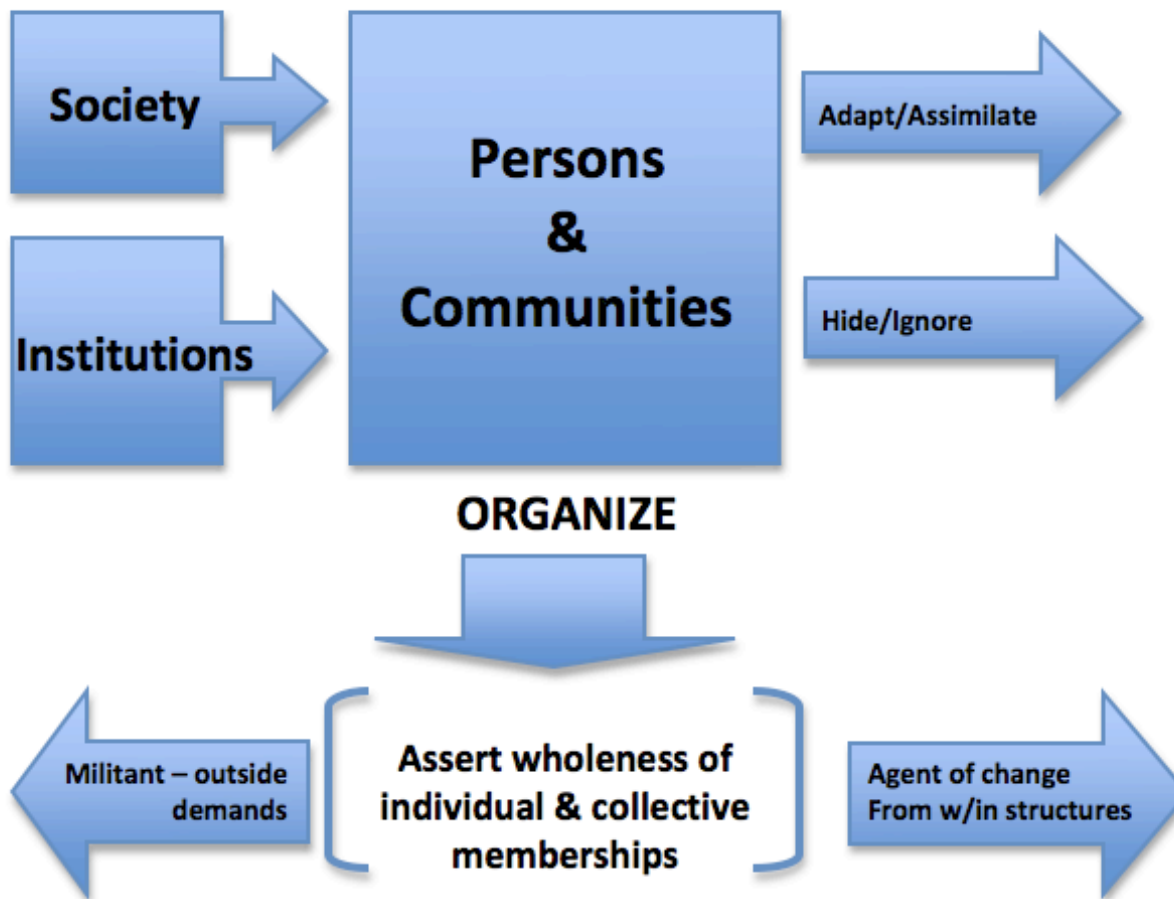 Society
Persons
&
Communities
Adapt/Assimilate
Institutions
Hide/Ignore
ORGANIZE
Militant – outside
demands
Assert wholeness of
individual & collective
memberships
Agent of change
From w/in structures